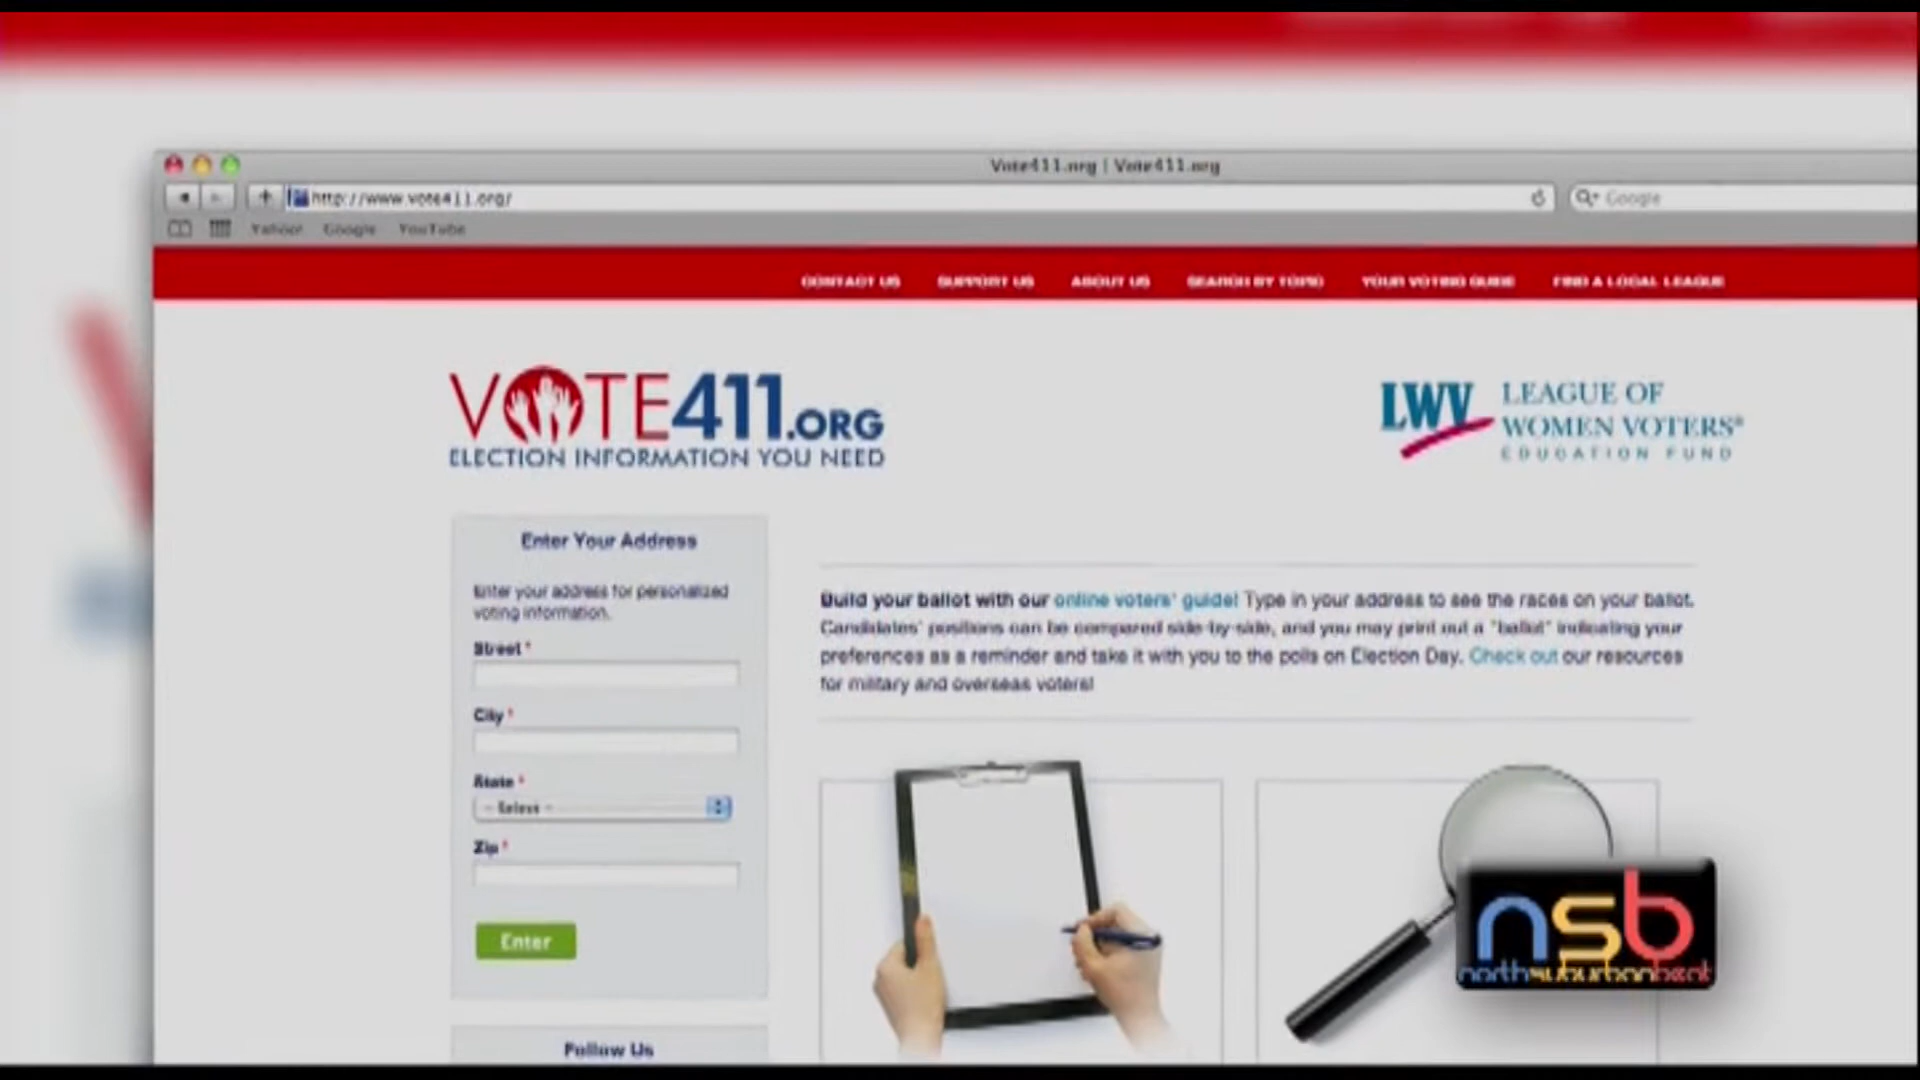 Vote411.org | Vote411.org
http://www.vote411.org/
Google
Yahoo! Google YouTube
CONTACT US SUPPORT US ABOUT US SEARCH BY TOPIC YOUR VOTING GUIDE FIND A LOCAL LEAGUE
VOTE411.ORG
ELECTION INFORMATION YOU NEED
LWV LEAGUE OF
WOMEN VOTERS®
EDUCATION FUND
Enter Your Address
Enter your address for personalized
voting information.
Street *
City *
State *
- Select -
Zip *
Enter
Follow Us
Build your ballot with our online voters' guide! Type in your address to see the races on your ballot.
Candidates' positions can be compared side-by-side, and you may print out a "ballot" indicating your
preferences as a reminder and take it with you to the polls on Election Day. Check out our resources
for military and overseas voters!
nsb
northsuburbanbeat